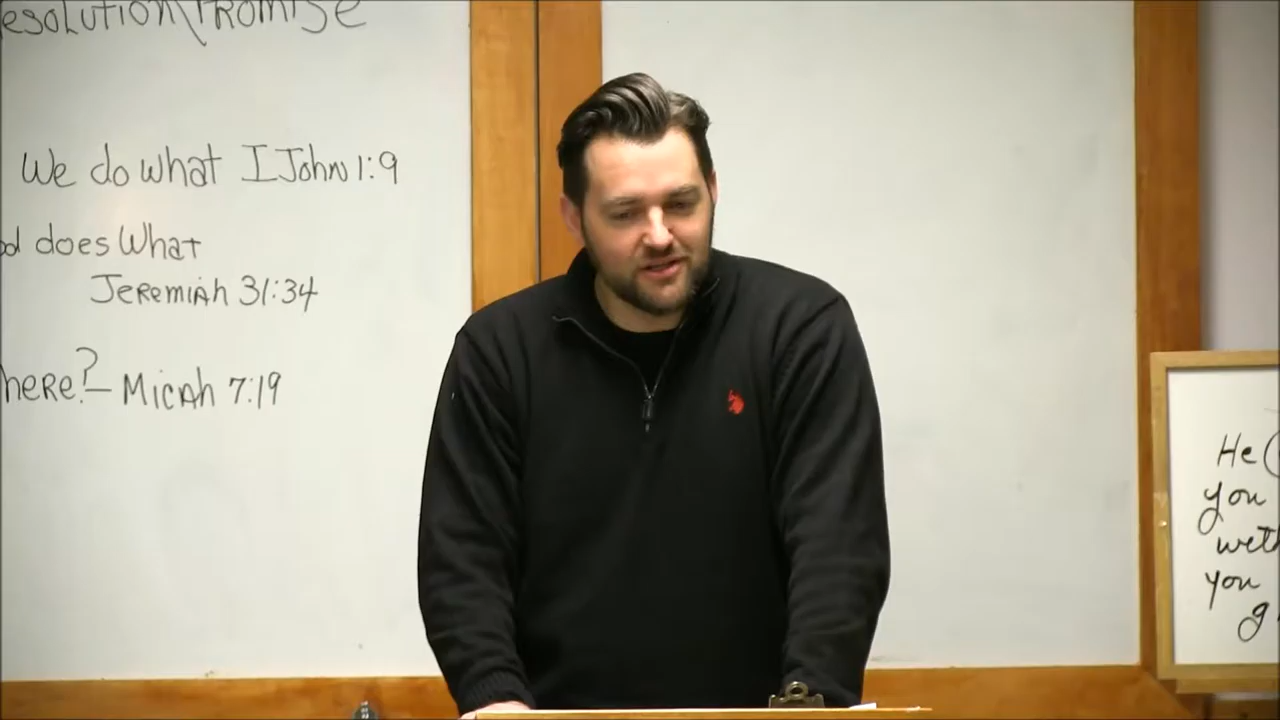 esolution\Promise
We do what I John 1:9
od does What
Jeremiah 31:34
here? - Micah 7:19
He
you
with
you
g